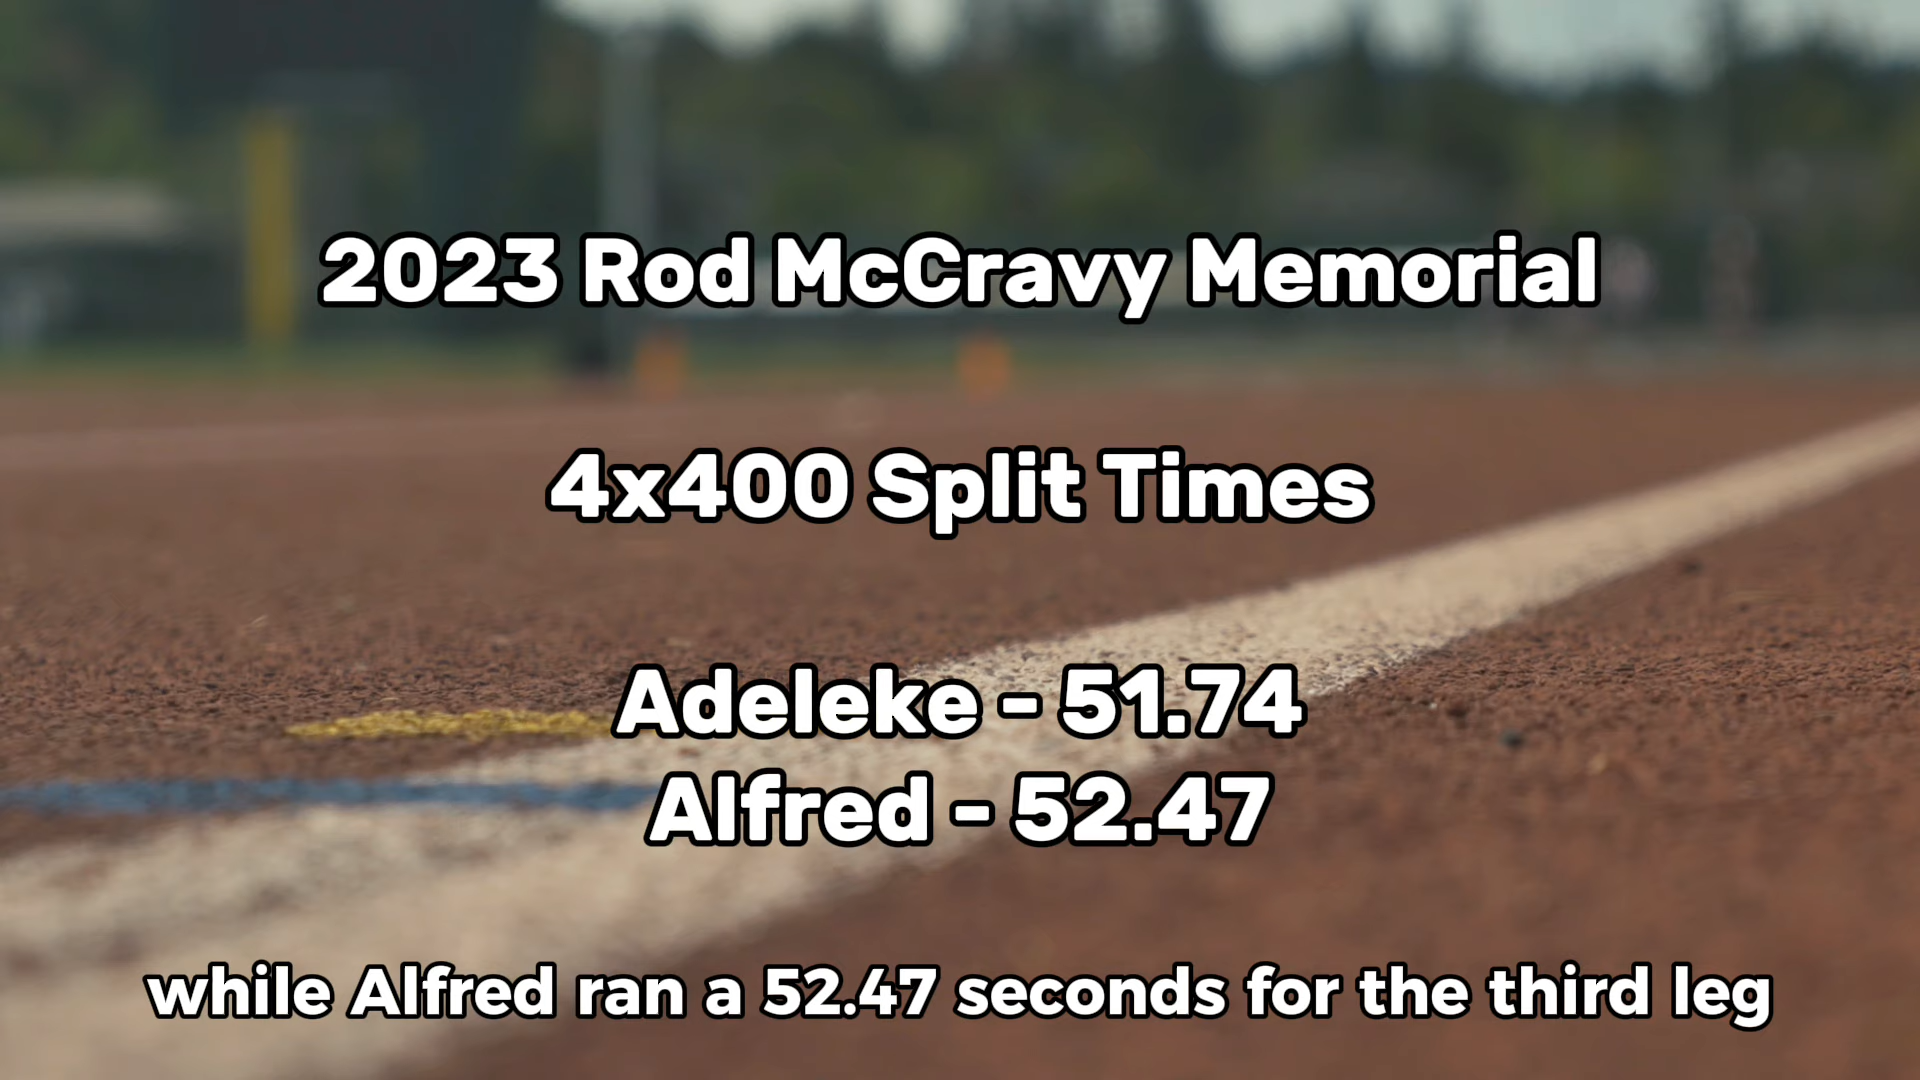 2023 Rod McCravy Memorial
4x400 Split Times
Adeleke - 51.74
Alfred - 52.47
while Alfred ran a 52.47 seconds for the third leg